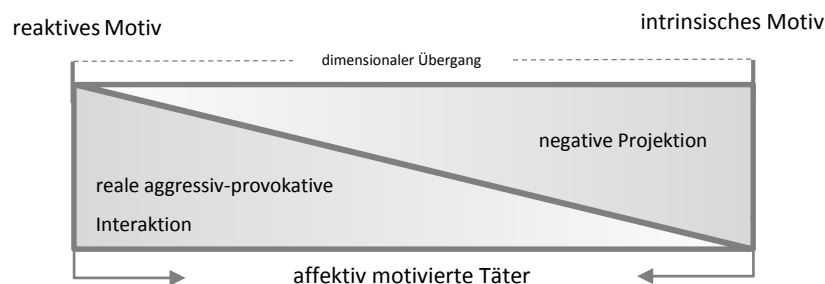 reaktives Motiv
intrinsisches Motiv
dimensionaler Übergang
negative Projektion
reale aggressiv-provokative
Interaktion
affektiv motivierte Täter